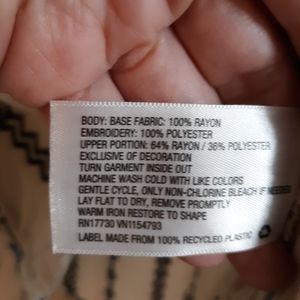 BODY: BASE FABRIC: 100% RAYON
EMBROIDERY: 100% POLYESTER
UPPER PORTION: 64% RAYON / 36% POLYESTER
EXCLUSIVE OF DECORATION
TURN GARMENT INSIDE OUT
MACHINE WASH COLD WITH LIKE COLORS
GENTLE CYCLE, ONLY NON-CHLORINE BLEACH IF NEEDED
LAY FLAT TO DRY, REMOVE PROMPTLY
WARM IRON RESTORE TO SHAPE
RN17730 VN1154793
LABEL MADE FROM 100% RECYCLED PLASTIC